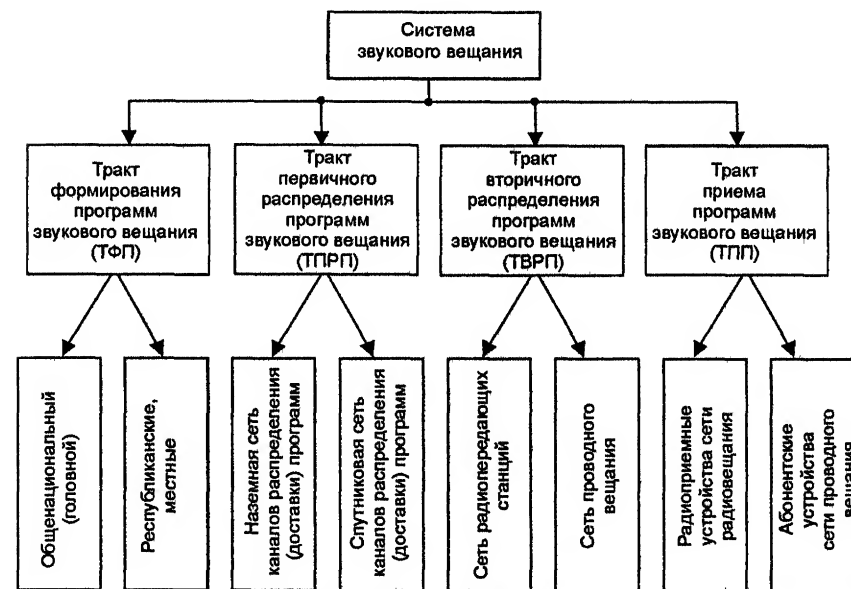 Система
звукового вещания
Тракт
формирования
программ
звукового вещания
(ТФП)
Тракт
первичного
распределения
программ
звукового вещания
(ТПРП)
Тракт
вторичного
распределения
программ
звукового вещания
(ТВРП)
Тракт
приема
программ
звукового вещания
(ТПП)
Общенациональный
(головной)
Республиканские,
местные
Наземная сеть
каналов распределения
(доставки) программ
Спутниковая сеть
каналов распределения
(доставки) программ
Сеть радиопередающих
станций
Сеть проводного
вещания
Радиоприемные
устройства сети
радиовещания
Абонентские
устройства
сети проводного
вещания